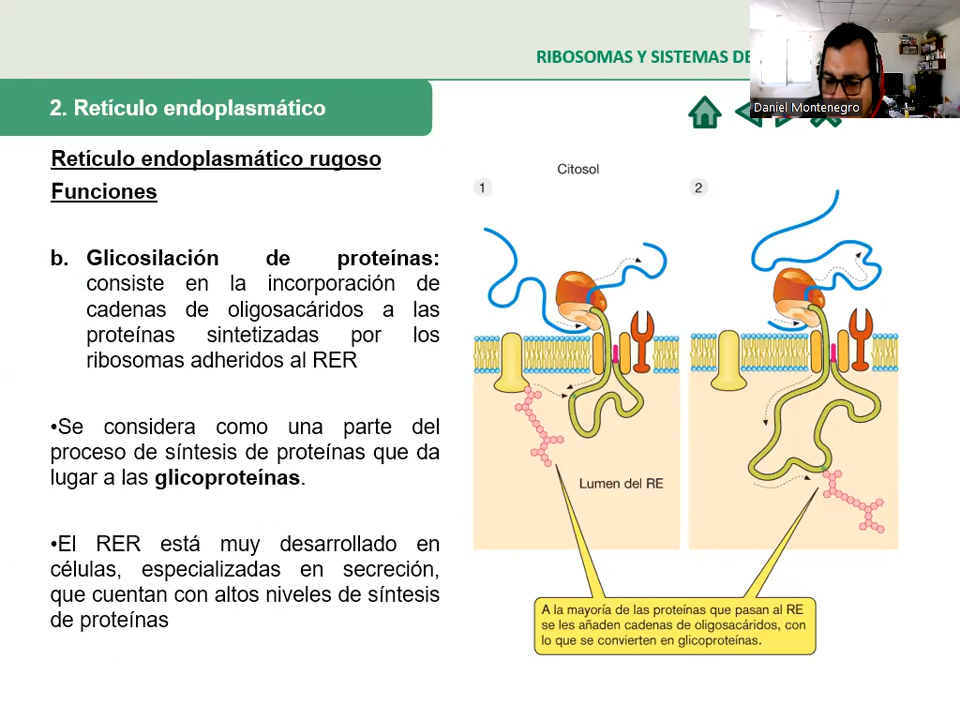 RIBOSOMAS Y SISTEMAS DE
Daniel Montenegro
2. Retículo endoplasmático
Retículo endoplasmático rugoso
Funciones
b. Glicosilación de proteínas:
consiste en la incorporación de
cadenas de oligosacáridos a las
proteínas sintetizadas por los
ribosomas adheridos al RER
•Se considera como una parte del
proceso de síntesis de proteínas que da
lugar a las glicoproteínas.
•El RER está muy desarrollado en
células, especializadas en secreción,
que cuentan con altos niveles de síntesis
de proteínas
Citosol
1
2
Lumen del RE
A la mayoría de las proteínas que pasan al RE
se les añaden cadenas de oligosacáridos, con
lo que se convierten en glicoproteínas.